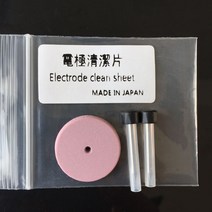 電極清潔片
Electrode clean sheet
MADE IN JAPAN